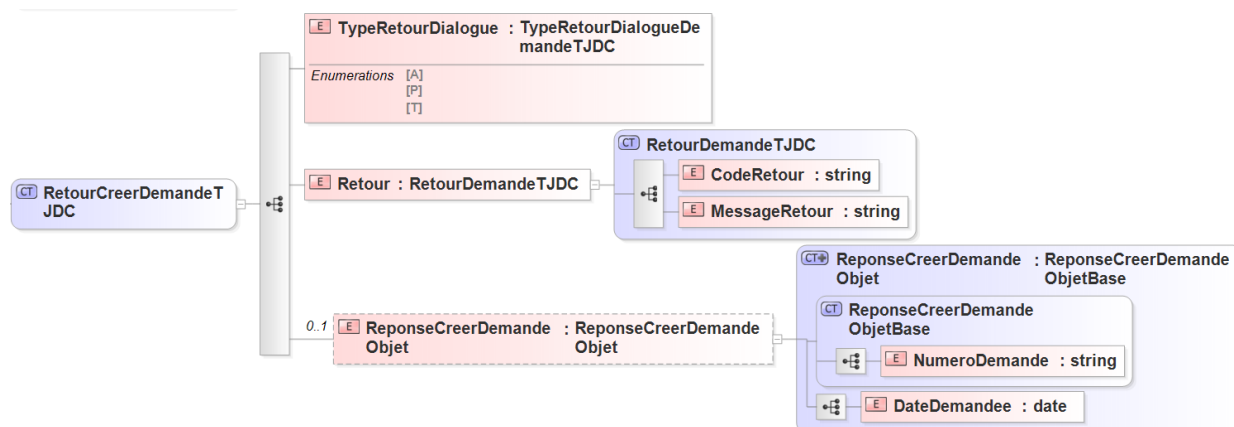 E TypeRetourDialogue : TypeRetourDialogueDe
mandeTJDC
Enumerations [A]
[P]
[T]
CT RetourDemandeTJDC
E CodeRetour : string
E Retour : RetourDemandeTJDC
CT RetourCreerDemandeT
JDC
E MessageRetour : string
CT ReponseCreerDemande : ReponseCreerDemande
Objet ObjetBase
CT ReponseCreerDemande
ObjetBase
0..1 E ReponseCreerDemande : ReponseCreerDemande
Objet Objet
E NumeroDemande : string
E DateDemandee : date